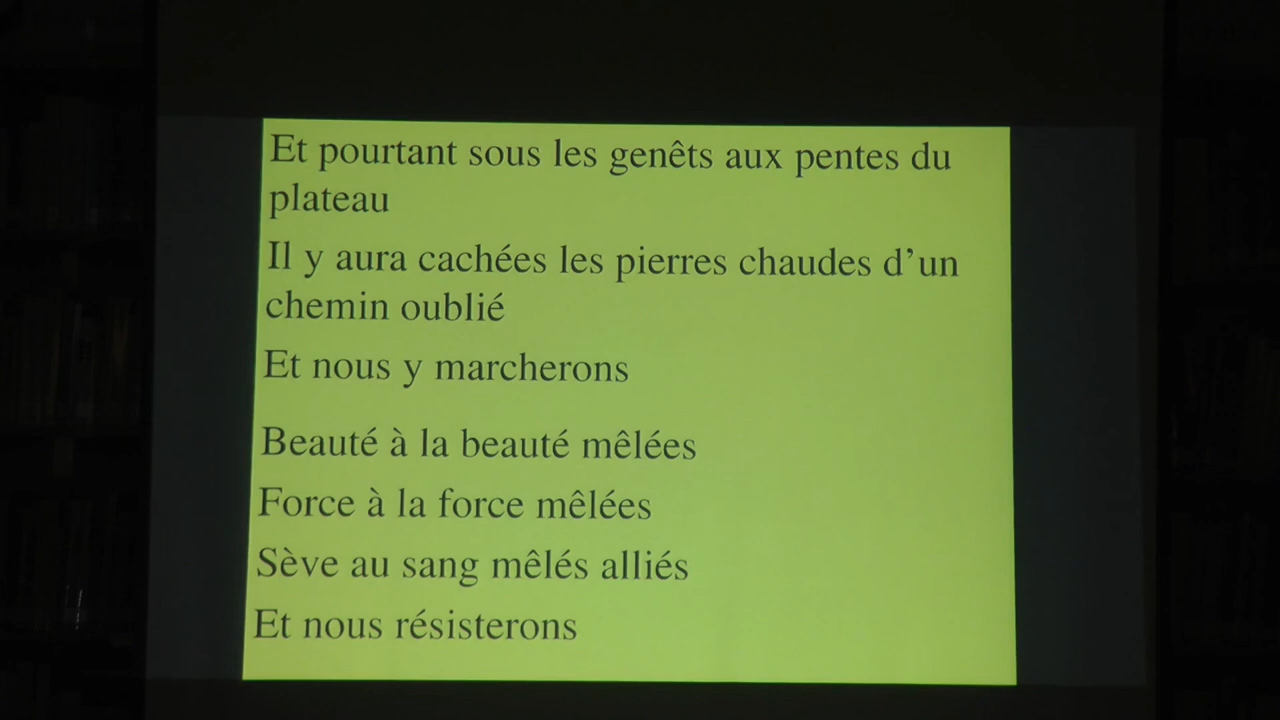 Et pourtant sous les genêts aux pentes du
plateau
Il y aura cachées les pierres chaudes d’un
chemin oublié
Et nous y marcherons
Beauté à la beauté mêlées
Force à la force mêlées
Sève au sang mêlés alliés
Et nous résisterons